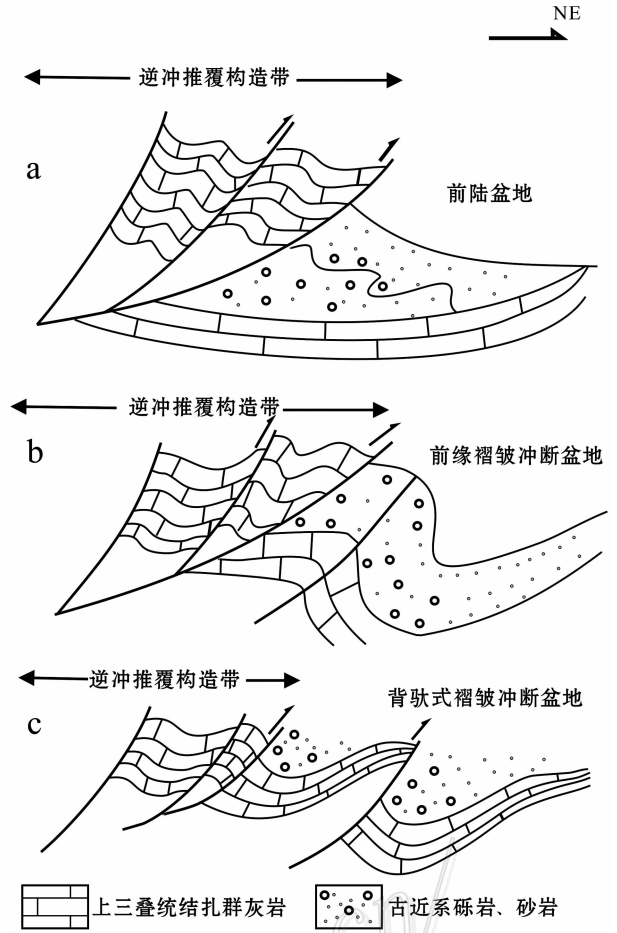 NE
逆冲推覆构造带
a
前陆盆地
逆冲推覆构造带
b
前缘褶皱冲断盆地
逆冲推覆构造带
背驮式褶皱冲断盆地
c
上三叠统结扎群灰岩
古近系砾岩、砂岩